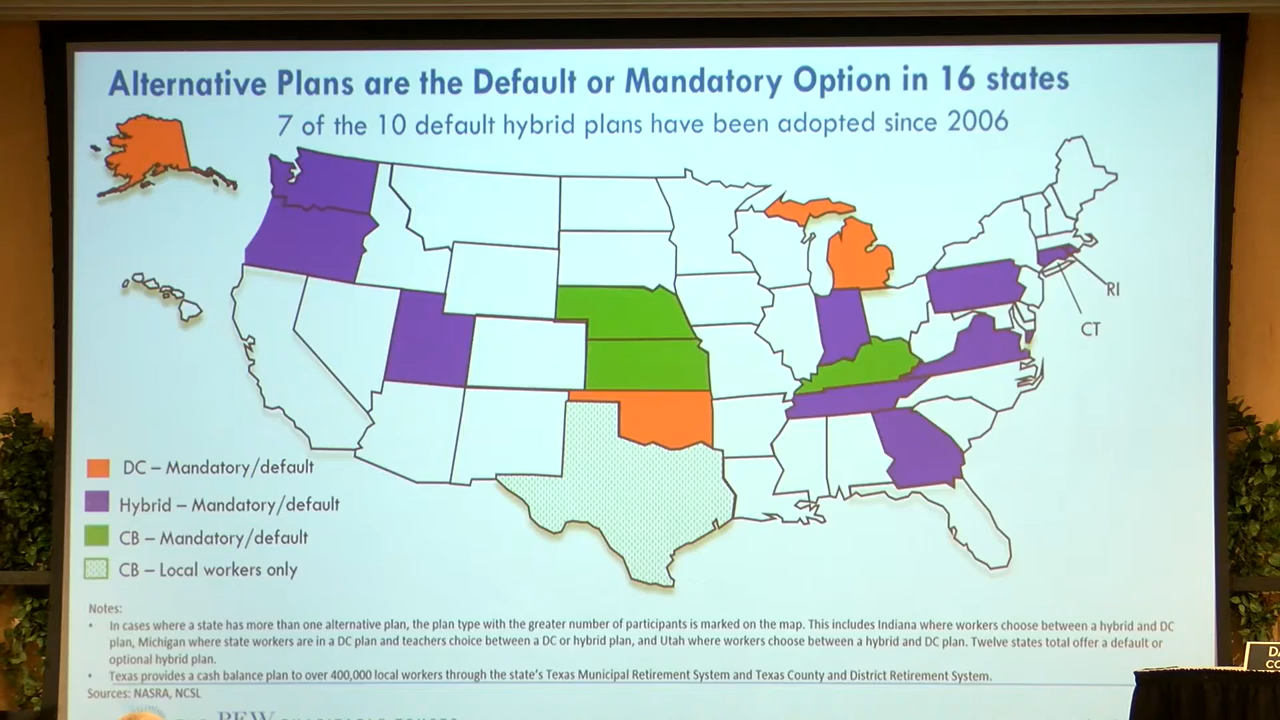 Alternative Plans are the Default or Mandatory Option in 16 states
7 of the 10 default hybrid plans have been adopted since 2006
RI
CT
DC – Mandatory/default
Hybrid – Mandatory/default
CB – Mandatory/default
CB – Local workers only
Notes:
• In cases where a state has more than one alternative plan, the plan type with the greater number of participants is marked on the map. This includes Indiana where workers choose between a hybrid and DC
plan, Michigan where state workers are in a DC plan and teachers choice between a DC or hybrid plan, and Utah where workers choose between a hybrid and DC plan. Twelve states total offer a default or
optional hybrid plan.
• Texas provides a cash balance plan to over 400,000 local workers through the state's Texas Municipal Retirement System and Texas County and District Retirement System.
Sources: NASRA, NCSL
PEW